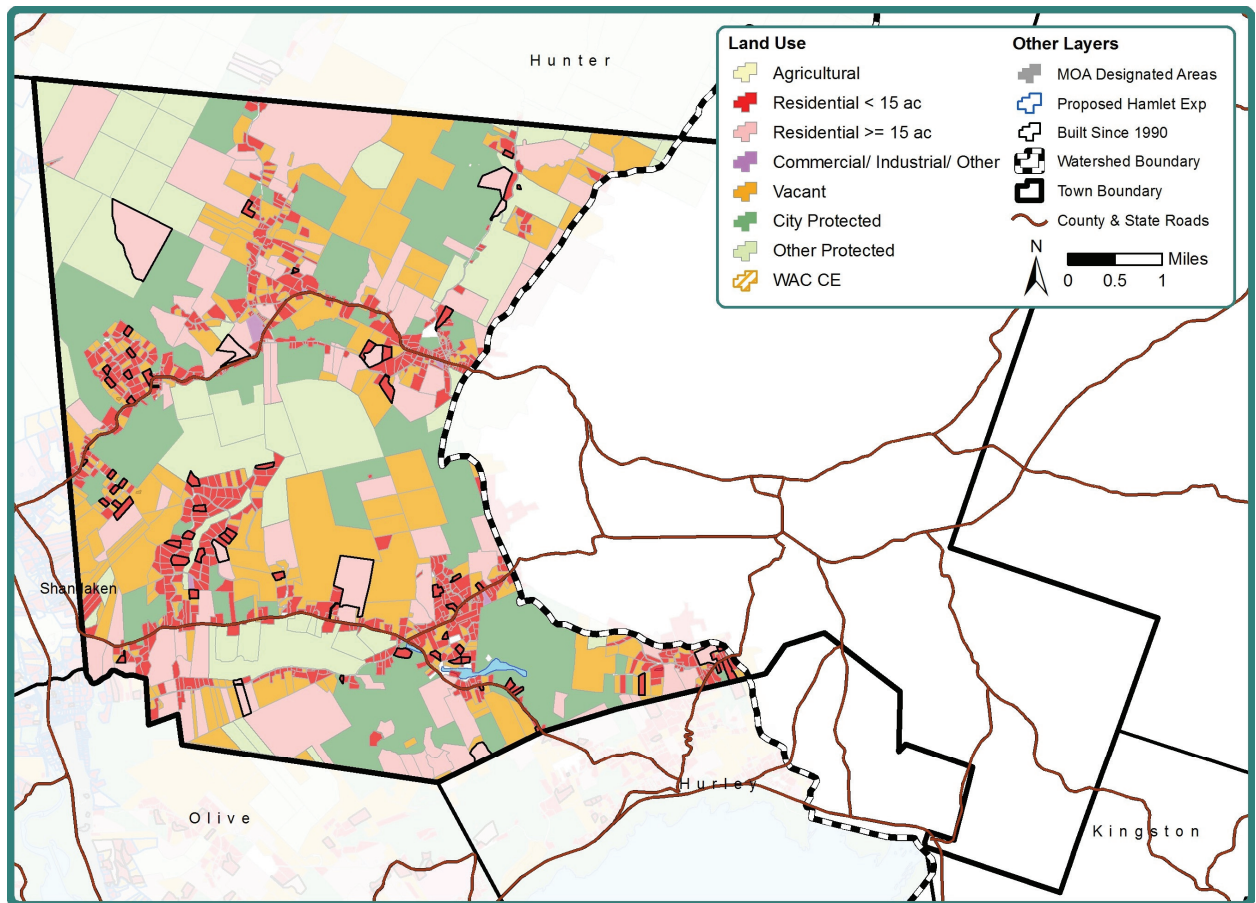 Hunter
Land Use
Agricultural
Residential < 15 ac
Residential >= 15 ac
Commercial/ Industrial/ Other
Vacant
City Protected
Other Protected
WAC CE
Other Layers
MOA Designated Areas
Proposed Hamlet Exp
Built Since 1990
Watershed Boundary
Town Boundary
County & State Roads
N
Miles
0 0.5 1
Shandaken
Hurley
Olive
Kingston